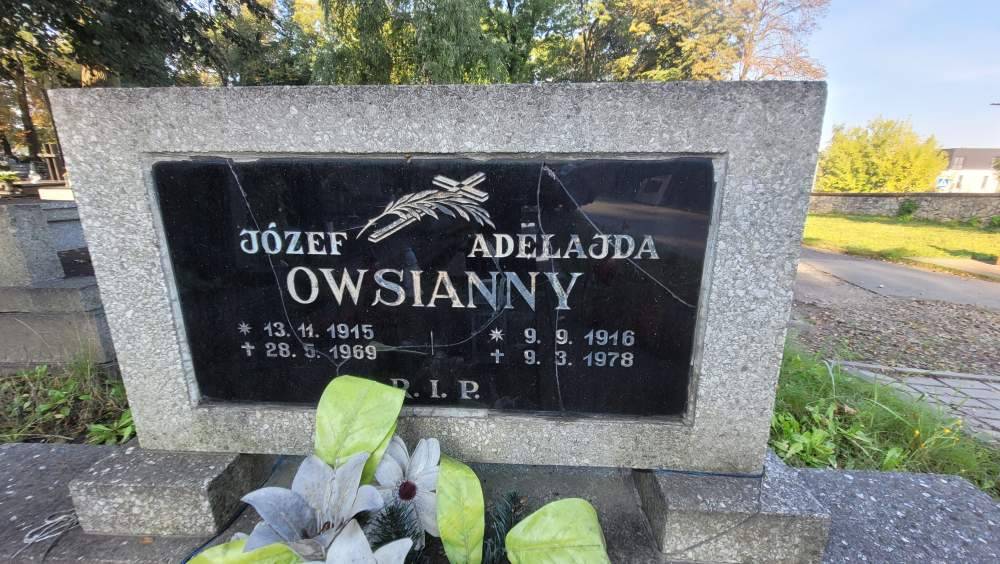 JÓZEF ADELAJDA
OWSIANNY
* 13. 11. 1915 * 9. 9. 1916
✝ 28. 5. 1969 ✝ 9. 3. 1978
R. I. P.